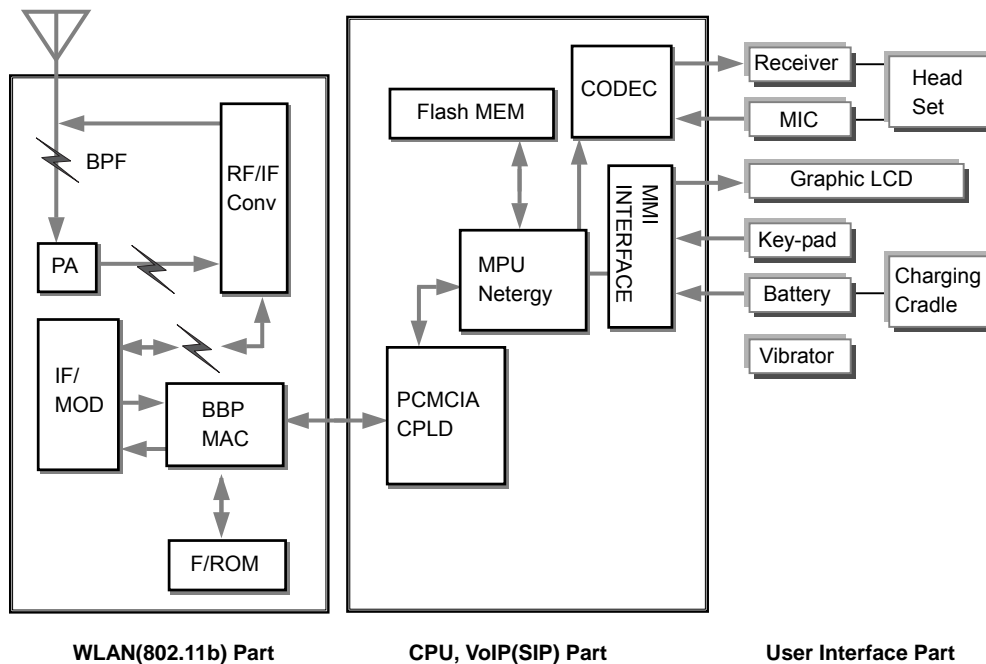 BPF
RF/IF
Conv
PA
IF/
MOD
BBP
MAC
F/ROM
WLAN(802.11b) Part
Flash MEM
CODEC
MMI
INTERFACE
MPU
Netergy
PCMCIA
CPLD
CPU, VoIP(SIP) Part
Receiver
MIC
Head
Set
Graphic LCD
Key-pad
Battery
Charging
Cradle
Vibrator
User Interface Part